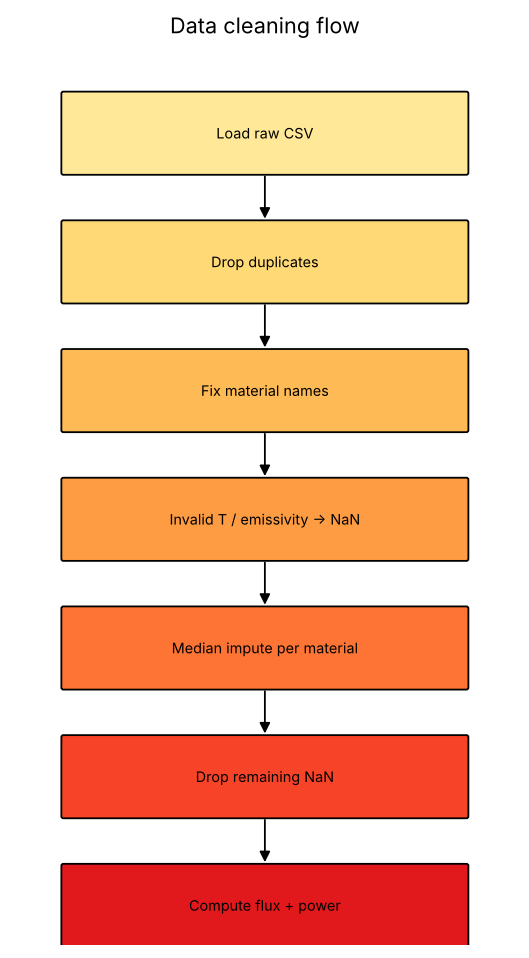 Data cleaning flow
Load raw CSV
Drop duplicates
Fix material names
Invalid T / emissivity → NaN
Median impute per material
Drop remaining NaN
Compute flux + power